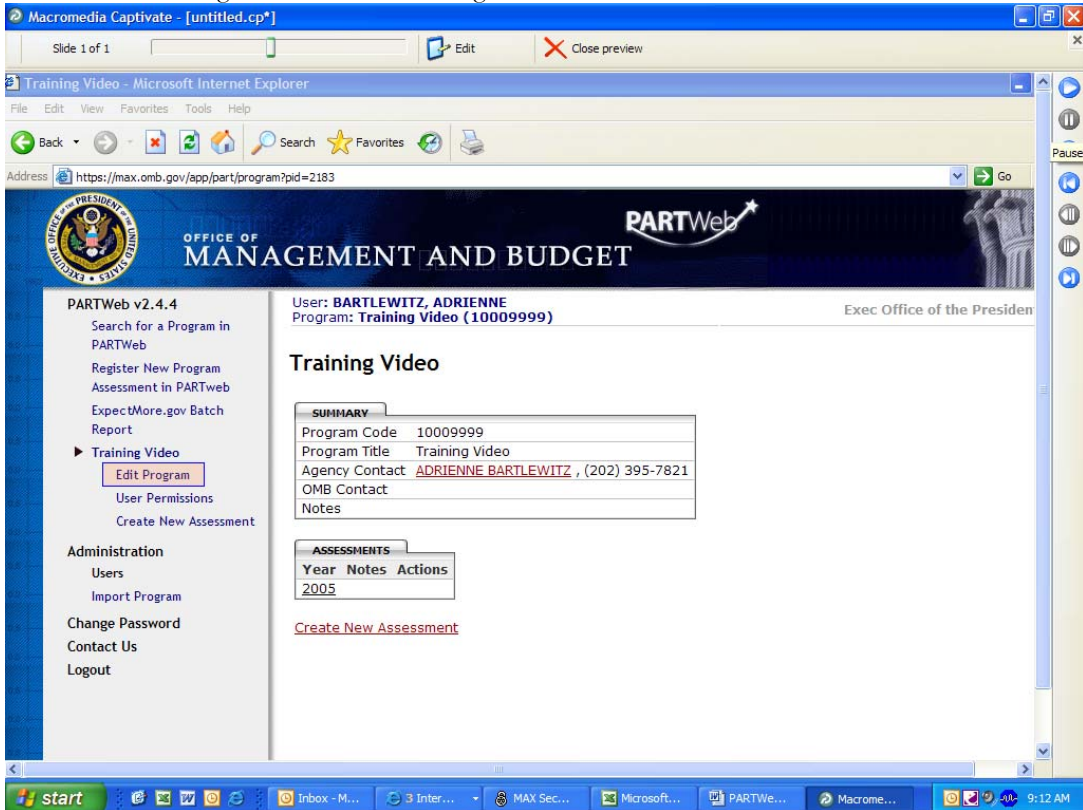 Macromedia Captivate - [untitled.cp*]
Slide 1 of 1
Edit
Close preview
Training Video - Microsoft Internet Explorer
File Edit View Favorites Tools Help
Back
Search
Favorites
Pause
Address https://max.omb.gov/app/part/program?pid=2183
Go
OFFICE OF
MANAGEMENT AND BUDGET
PARTWeb
PARTWeb v2.4.4
Search for a Program in
PARTWeb
Register New Program
Assessment in PARTweb
ExpectMore.gov Batch
Report
Training Video
Edit Program
User Permissions
Create New Assessment
Administration
Users
Import Program
Change Password
Contact Us
Logout
User: BARTLEWITZ, ADRIENNE
Program: Training Video (10009999)
Exec Office of the Presiden
Training Video
SUMMARY
Program Code 10009999
Program Title Training Video
Agency Contact ADRIENNE BARTLEWITZ , (202) 395-7821
OMB Contact
Notes
ASSESSMENTS
Year Notes Actions
2005
Create New Assessment
start
Inbox - M...
3 Inter...
MAX Sec...
Microsoft...
PARTWe...
Macrome...
9:12 AM